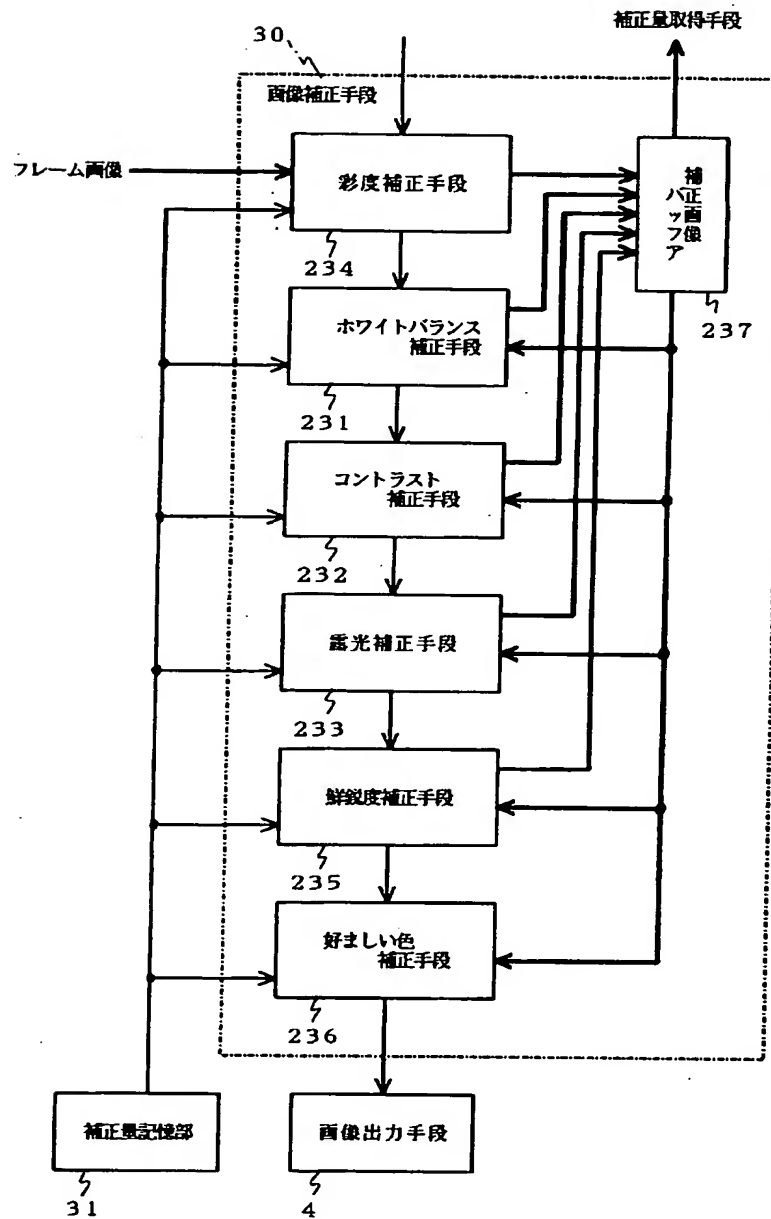 補正量取得手段
30
画像補正手段
フレーム画像
彩度補正手段
234
補正画像
バッファ
237
ホワイトバランス
補正手段
231
コントラスト
補正手段
232
露光補正手段
233
鮮鋭度補正手段
235
好ましい色
補正手段
236
補正量記憶部
31
画像出力手段
4